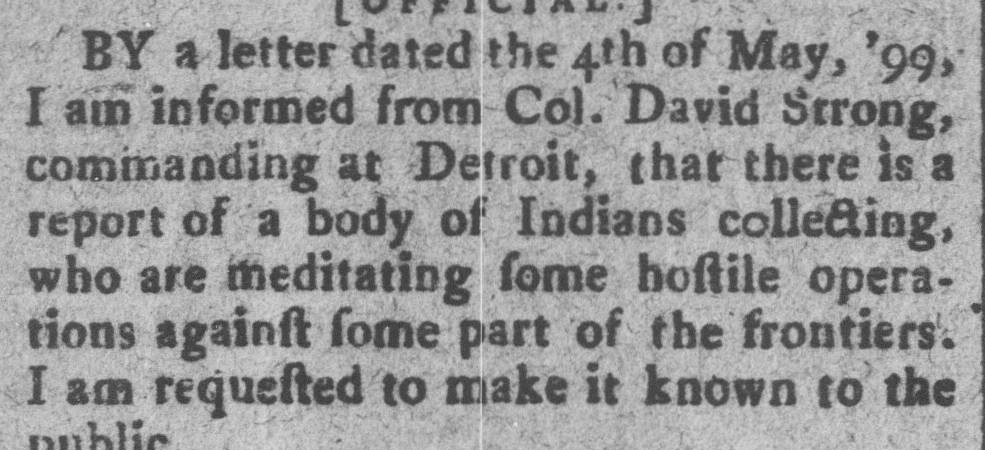 [OFFICIAL.]
BY a letter dated the 4th of May, '99,
I am informed from Col. David Strong,
commanding at Detroit, that there is a
report of a body of Indians collecting,
who are meditating ſome hoſtile opera-
tions againſt ſome part of the frontiers.
I am requeſted to make it known to the
public